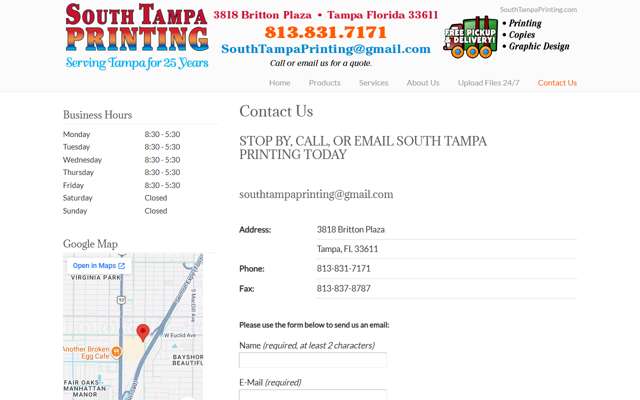 SouthTampaPrinting.com
SOUTH TAMPA
PRINTING
Serving Tampa for 25 Years
3818 Britton Plaza • Tampa Florida 33611
813.831.7171
SouthTampaPrinting@gmail.com
Call or email us for a quote.
FREE PICKUP
& DELIVERY!
• Printing
• Copies
• Graphic Design
Home Products Services About Us Upload Files 24/7 Contact Us
Business Hours
Monday 8:30 - 5:30
Tuesday 8:30 - 5:30
Wednesday 8:30 - 5:30
Thursday 8:30 - 5:30
Friday 8:30 - 5:30
Saturday Closed
Sunday Closed
Google Map
Open in Maps
VIRGINIA PARK
92
W Euclid Ave
Another Broken
Egg Cafe
BAYSHORE
BEAUTIFUL
FAIR OAKS -
MANHATTAN
MANOR
Contact Us
STOP BY, CALL, OR EMAIL SOUTH TAMPA
PRINTING TODAY
southtampaprinting@gmail.com
Address: 3818 Britton Plaza
Tampa, Fl. 33611
Phone: 813-831-7171
Fax: 813-837-8787
Please use the form below to send us an email:
Name (required, at least 2 characters)
E-Mail (required)